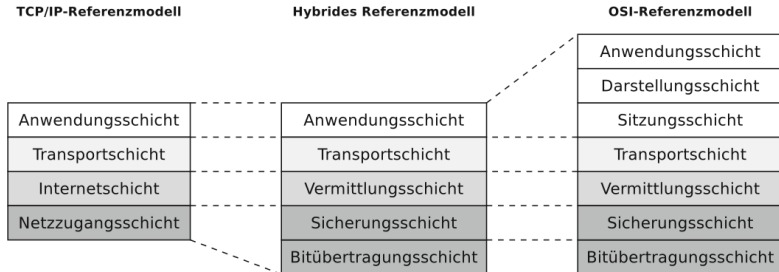 TCP/IP-Referenzmodell
Hybrides Referenzmodell
OSI-Referenzmodell
Anwendungsschicht
Transportschicht
Internetschicht
Netzzugangsschicht
Anwendungsschicht
Transportschicht
Vermittlungsschicht
Sicherungsschicht
Bitübertragungsschicht
Anwendungsschicht
Darstellungsschicht
Sitzungsschicht
Transportschicht
Vermittlungsschicht
Sicherungsschicht
Bitübertragungsschicht